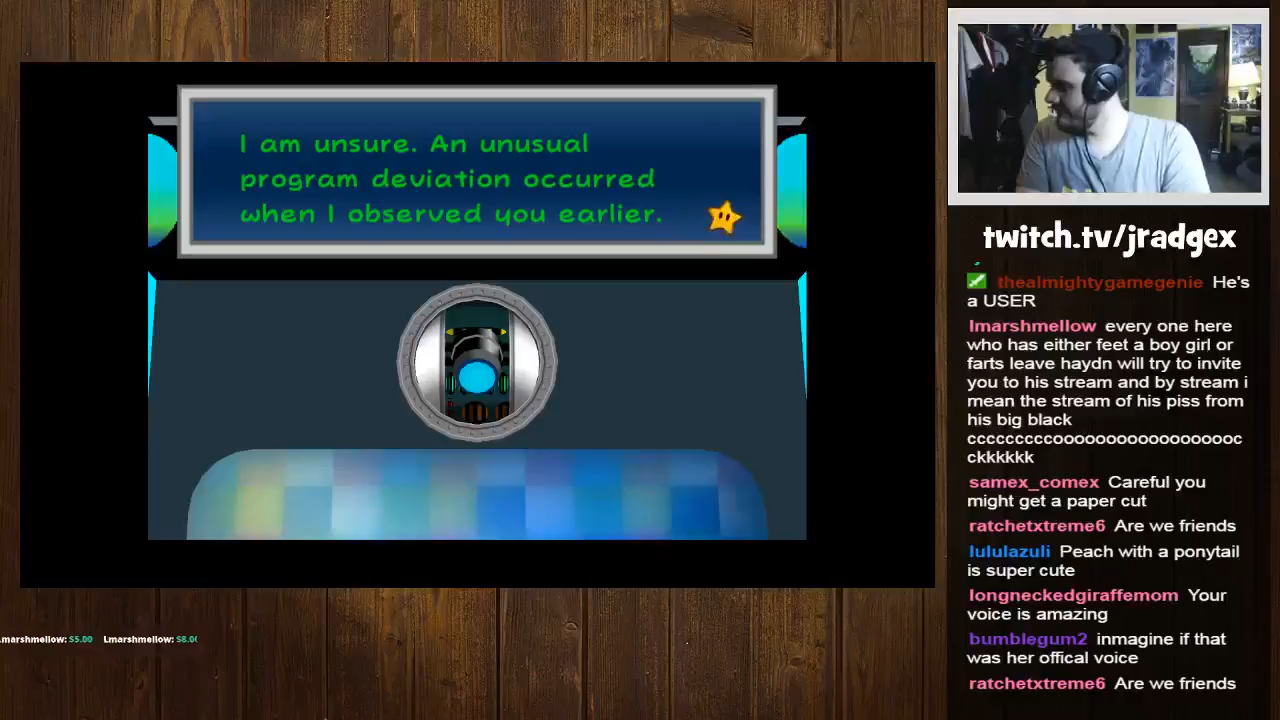 I am unsure. An unusual
program deviation occurred
when I observed you earlier.
twitch.tv/jradgex
thealmightygamegenie He's
a USER
lmarshmellow every one here
who has either feet a boy girl or
farts leave haydn will try to invite
you to his stream and by stream i
mean the stream of his piss from
his big black
cccccccccooooooooooooooooooc
ckkkkkk
samex_comex Careful you
might get a paper cut
ratchetxtreme6 Are we friends
lululazuli Peach with a ponytail
is super cute
longneckedgiraffemom Your
voice is amazing
bumblegum2 inmagine if that
was her offical voice
ratchetxtreme6 Are we friends
.marshmellow: $5.00 Lmarshmellow: $8.00